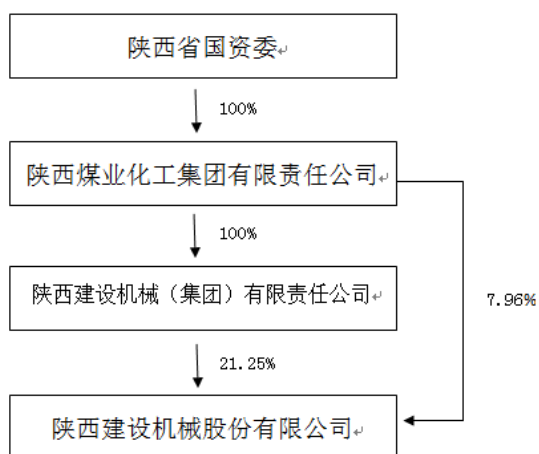 陕西省国资委
100%
陕西煤业化工集团有限责任公司
100%
陕西建设机械（集团）有限责任公司
7.96%
21.25%
陕西建设机械股份有限公司